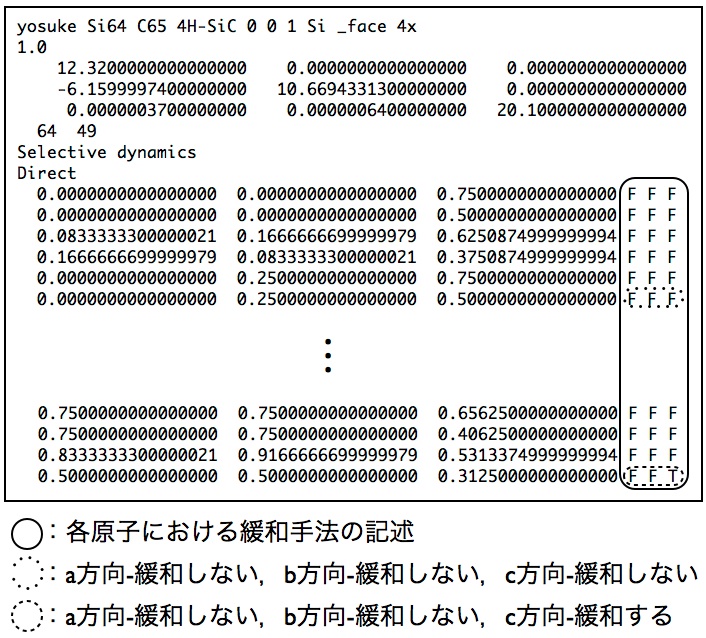 yosuke Si64 C65 4H-SiC 0 0 1 Si _face 4x
1.0
12.3200000000000000 0.0000000000000000 0.0000000000000000
-6.1599997400000000 10.6694331300000000 0.0000000000000000
0.0000003700000000 0.0000006400000000 20.1000000000000000
64 49
Selective dynamics
Direct
0.0000000000000000 0.0000000000000000 0.7500000000000000 F F F
0.0000000000000000 0.0000000000000000 0.5000000000000000 F F F
0.0833333300000021 0.1666666699999979 0.6250874999999994 F F F
0.1666666699999979 0.0833333300000021 0.3750874999999994 F F F
0.0000000000000000 0.2500000000000000 0.7500000000000000 F F F
0.0000000000000000 0.2500000000000000 0.5000000000000000 F F F
0.7500000000000000 0.7500000000000000 0.6562500000000000 F F F
0.7500000000000000 0.7500000000000000 0.4062500000000000 F F F
0.8333333300000021 0.9166666699999979 0.5313374999999994 F F F
0.5000000000000000 0.5000000000000000 0.3125000000000000 F F T
：各原子における緩和手法の記述
：a方向-緩和しない，b方向-緩和しない，c方向-緩和しない
：a方向-緩和しない，b方向-緩和しない，c方向-緩和する